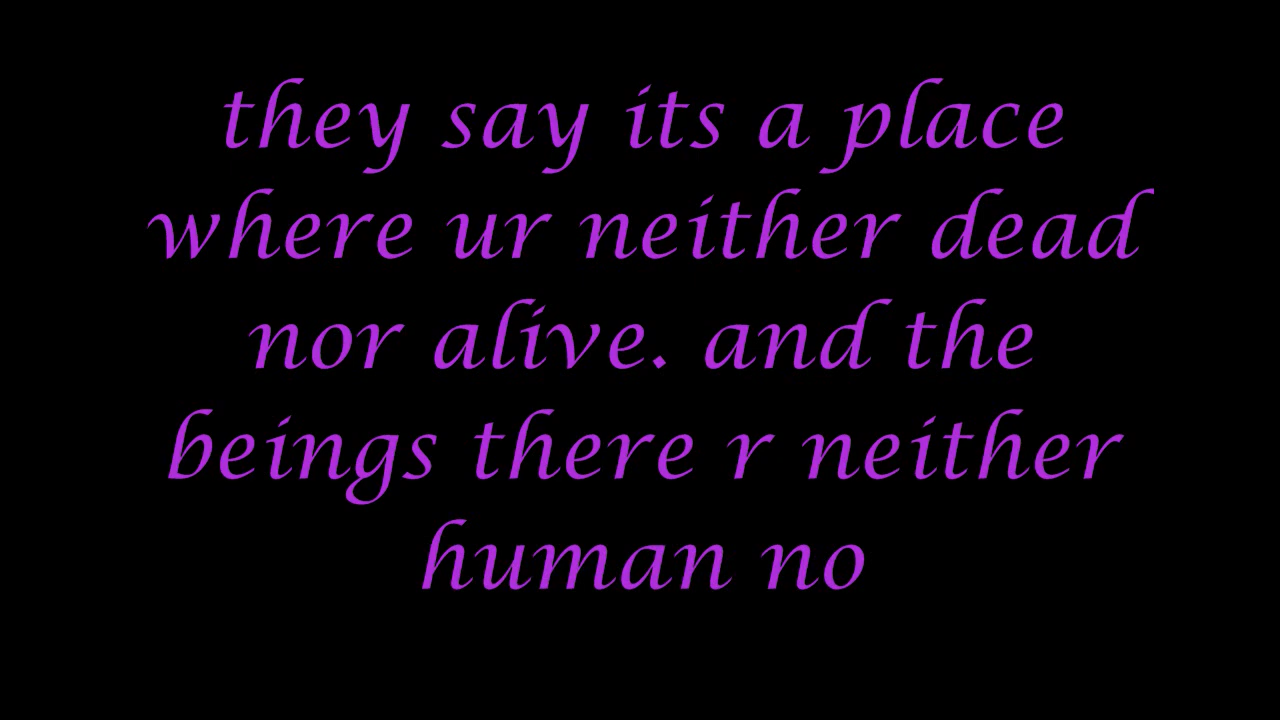 they say its a place
where ur neither dead
nor alive. and the
beings there r neither
human no